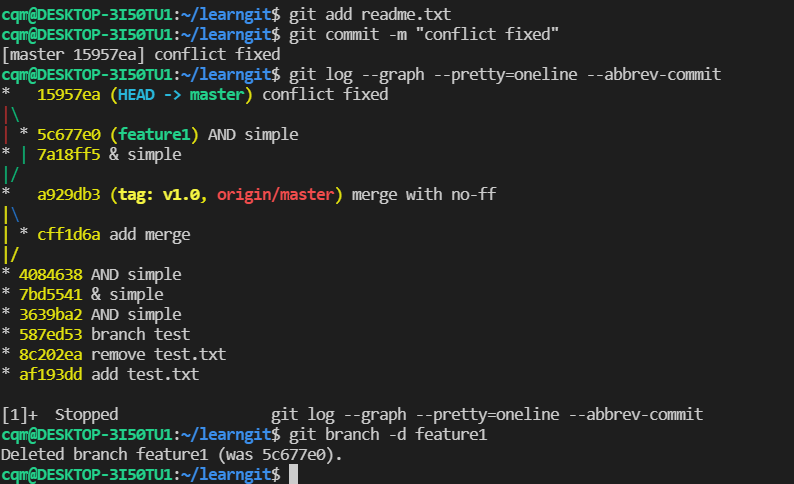 cqm@DESKTOP-3I50TU1:~/learngit$ git add readme.txt
cqm@DESKTOP-3I50TU1:~/learngit$ git commit -m "conflict fixed"
[master 15957ea] conflict fixed
cqm@DESKTOP-3I50TU1:~/learngit$ git log --graph --pretty=oneline --abbrev-commit
*   15957ea (HEAD -> master) conflict fixed
|\
| * 5c677e0 (feature1) AND simple
* | 7a18ff5 & simple
|/
*   a929db3 (tag: v1.0, origin/master) merge with no-ff
|\
| * cff1d6a add merge
|/
* 4084638 AND simple
* 7bd5541 & simple
* 3639ba2 AND simple
* 587ed53 branch test
* 8c202ea remove test.txt
* af193dd add test.txt
[1]+  Stopped                 git log --graph --pretty=oneline --abbrev-commit
cqm@DESKTOP-3I50TU1:~/learngit$ git branch -d feature1
Deleted branch feature1 (was 5c677e0).
cqm@DESKTOP-3I50TU1:~/learngit$